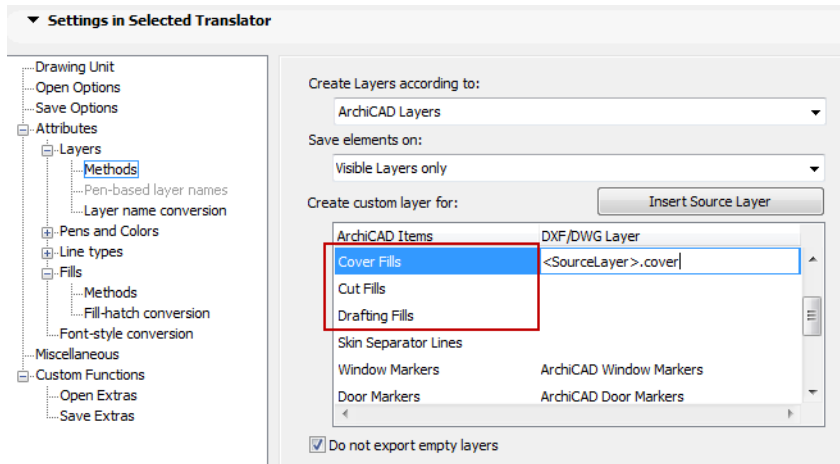 Settings in Selected Translator
Drawing Unit
Open Options
Save Options
Attributes
Layers
Methods
Pen-based layer names
Layer name conversion
Pens and Colors
Line types
Fills
Methods
Fill-hatch conversion
Font-style conversion
Miscellaneous
Custom Functions
Open Extras
Save Extras
Create Layers according to:
ArchiCAD Layers
Save elements on:
Visible Layers only
Create custom layer for:
Insert Source Layer
ArchiCAD Items DXF/DWG Layer
Cover Fills <SourceLayer>.cover
Cut Fills
Drafting Fills
Skin Separator Lines
Window Markers ArchiCAD Window Markers
Door Markers ArchiCAD Door Markers
Do not export empty layers